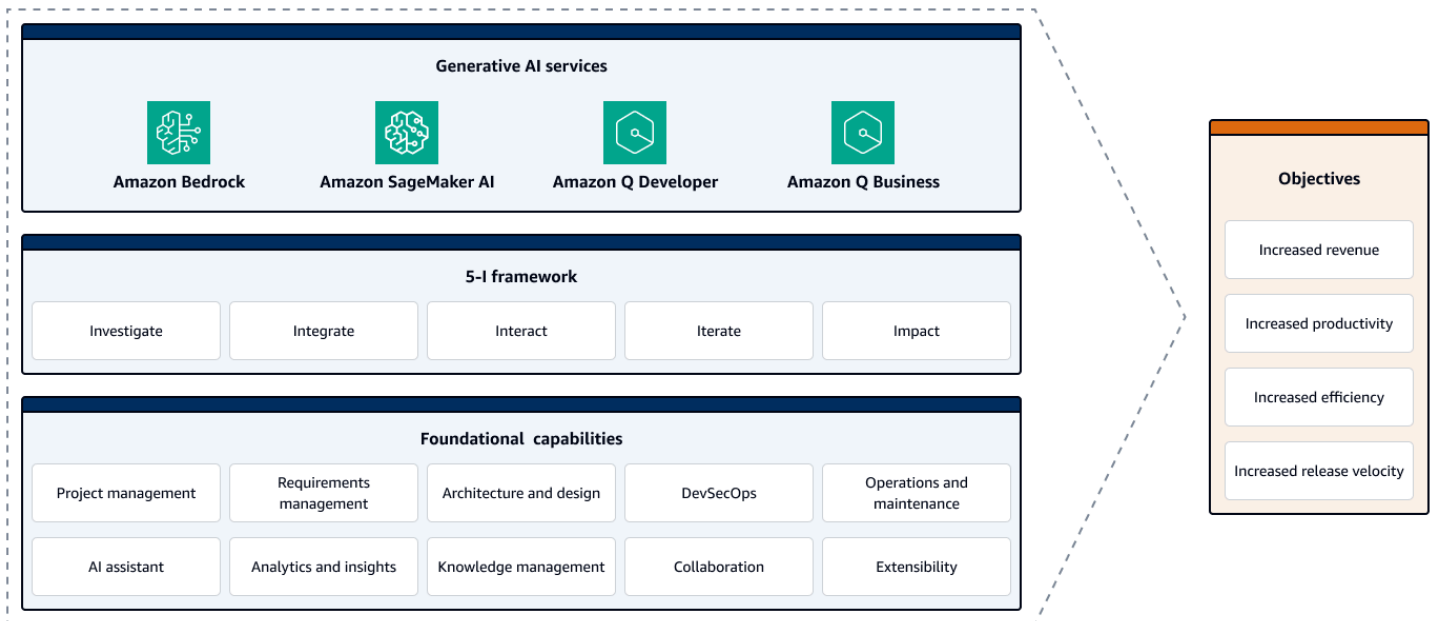 Generative AI services
Amazon Bedrock
Amazon SageMaker AI
Amazon Q Developer
Amazon Q Business
5-I framework
Investigate
Integrate
Interact
Iterate
Impact
Foundational capabilities
Project management
Requirements
management
Architecture and design
DevSecOps
Operations and
maintenance
AI assistant
Analytics and insights
Knowledge management
Collaboration
Extensibility
Objectives
Increased revenue
Increased productivity
Increased efficiency
Increased release velocity